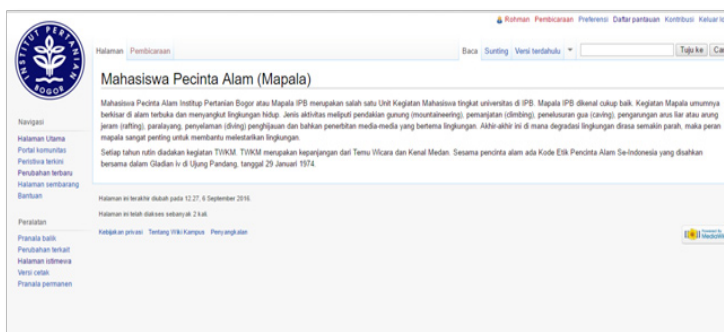 Rohman Pembicaraan Preferensi Daftar pantauan Kontribusi Keluar
INSTITUT PERTANIAN BOGOR
Halaman Pembicaraan Baca Sunting Versi terdahulu Tuju ke
Mahasiswa Pecinta Alam (Mapala)
Mahasiswa Pecinta Alam Institup Pertanian Bogor atau Mapala IPB merupakan salah satu Unit Kegiatan Mahasiswa tingkat universitas di IPB. Mapala IPB dikenal cukup baik. Kegiatan Mapala umumnya
berkisar di alam terbuka dan menyangkut lingkungan hidup. Jenis aktivitas meliputi pendakian gunung (mountaineering), pemanjatan (climbing), penelusuran gua (caving), pengarungan arus liar atau arung
jeram (rafting), paralayang, penyelaman (diving) penghijauan dan bahkan penerbitan media-media yang bertema lingkungan. Akhir-akhir ini di mana degradasi lingkungan dirasa semakin parah, maka peran
mapala sangat penting untuk membantu melestarikan lingkungan.
Setiap tahun rutin diadakan kegiatan TWKM. TWKM merupakan kepanjangan dari Temu Wicara dan Kenal Medan. Sesama pencinta alam ada Kode Etik Pencinta Alam Se-Indonesia yang disahkan
bersama dalam Gladian iv di Ujung Pandang, tanggal 29 Januari 1974.
Navigasi
Halaman Utama
Portal komunitas
Peristiwa terkini
Perubahan terbaru
Halaman sembarang
Bantuan
Halaman ini terakhir diubah pada 12.27, 6 September 2016.
Halaman ini telah diakses sebanyak 2 kali.
Kebijakan privasi Tentang Wiki Kampus Penyangkalan
Peralatan
Pranala balik
Perubahan terkait
Halaman istimewa
Versi cetak
Pranala permanen